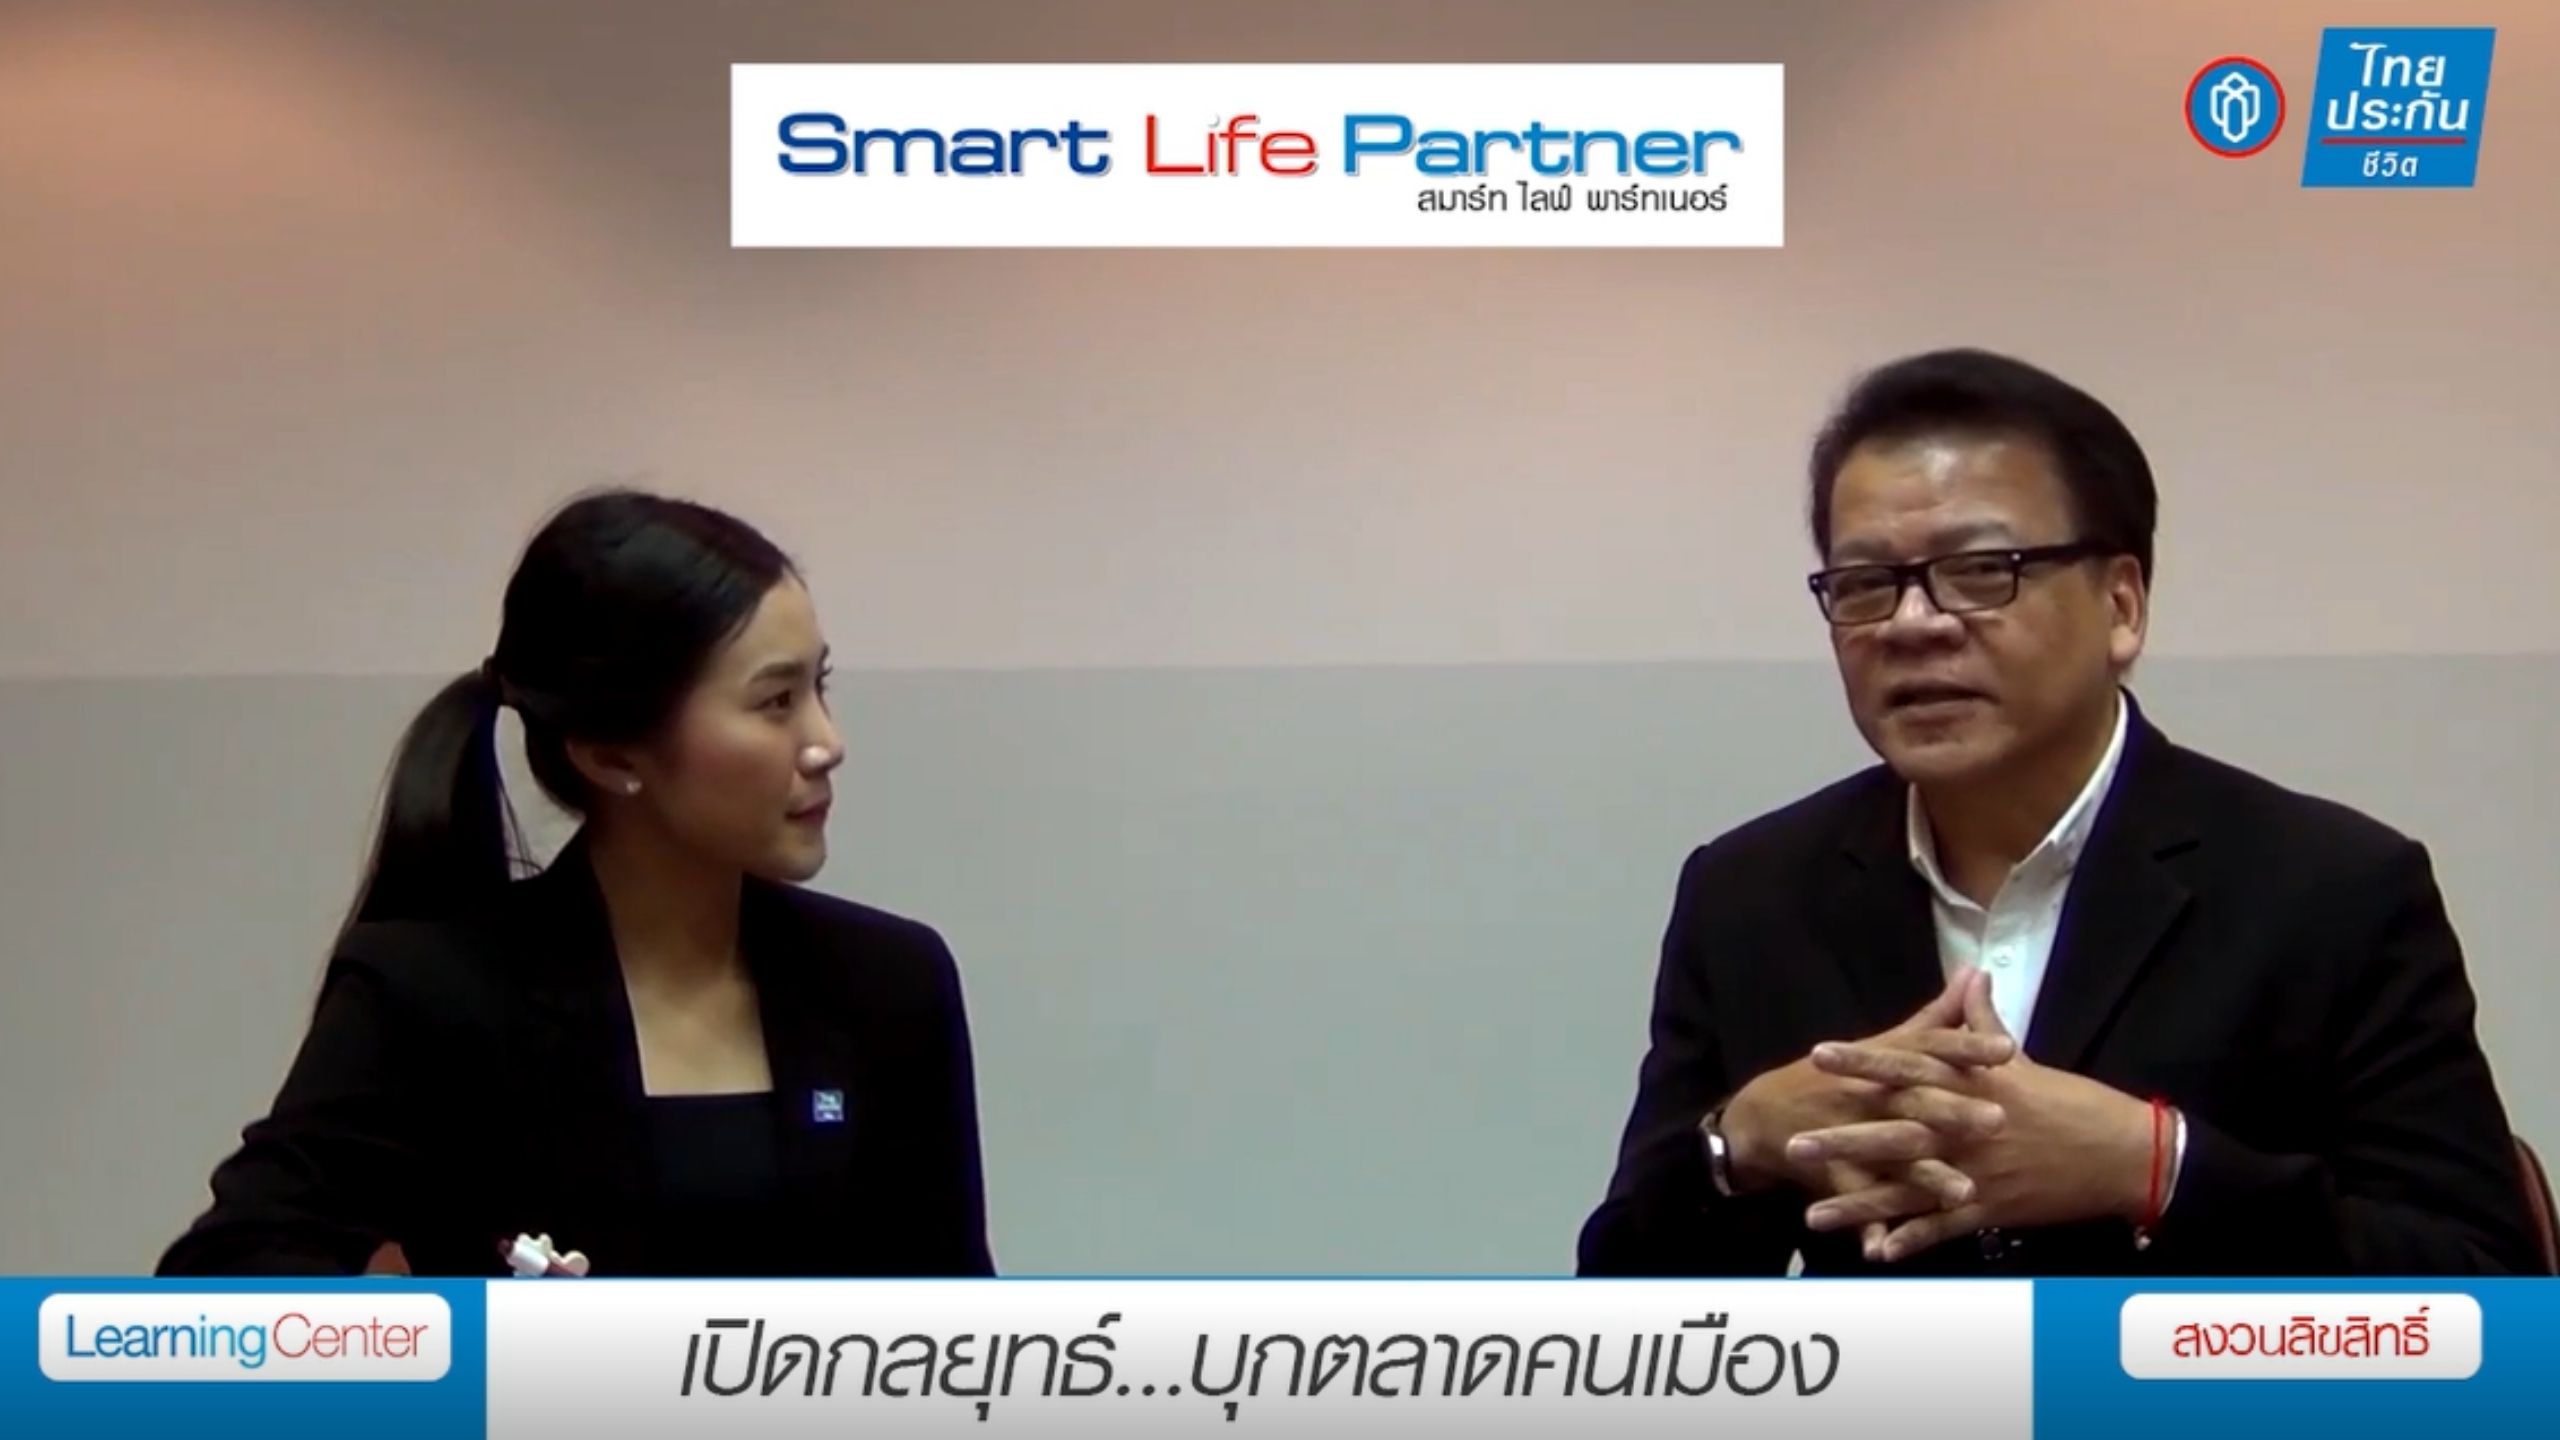 Smart Life Partner
สมาร์ท ไลฟ์ พาร์ทเนอร์
ไทย
ประกัน
ชีวิต
Learning Center
เปิดกลยุทธ์...บุกตลาดคนเมือง
สงวนลิขสิทธิ์